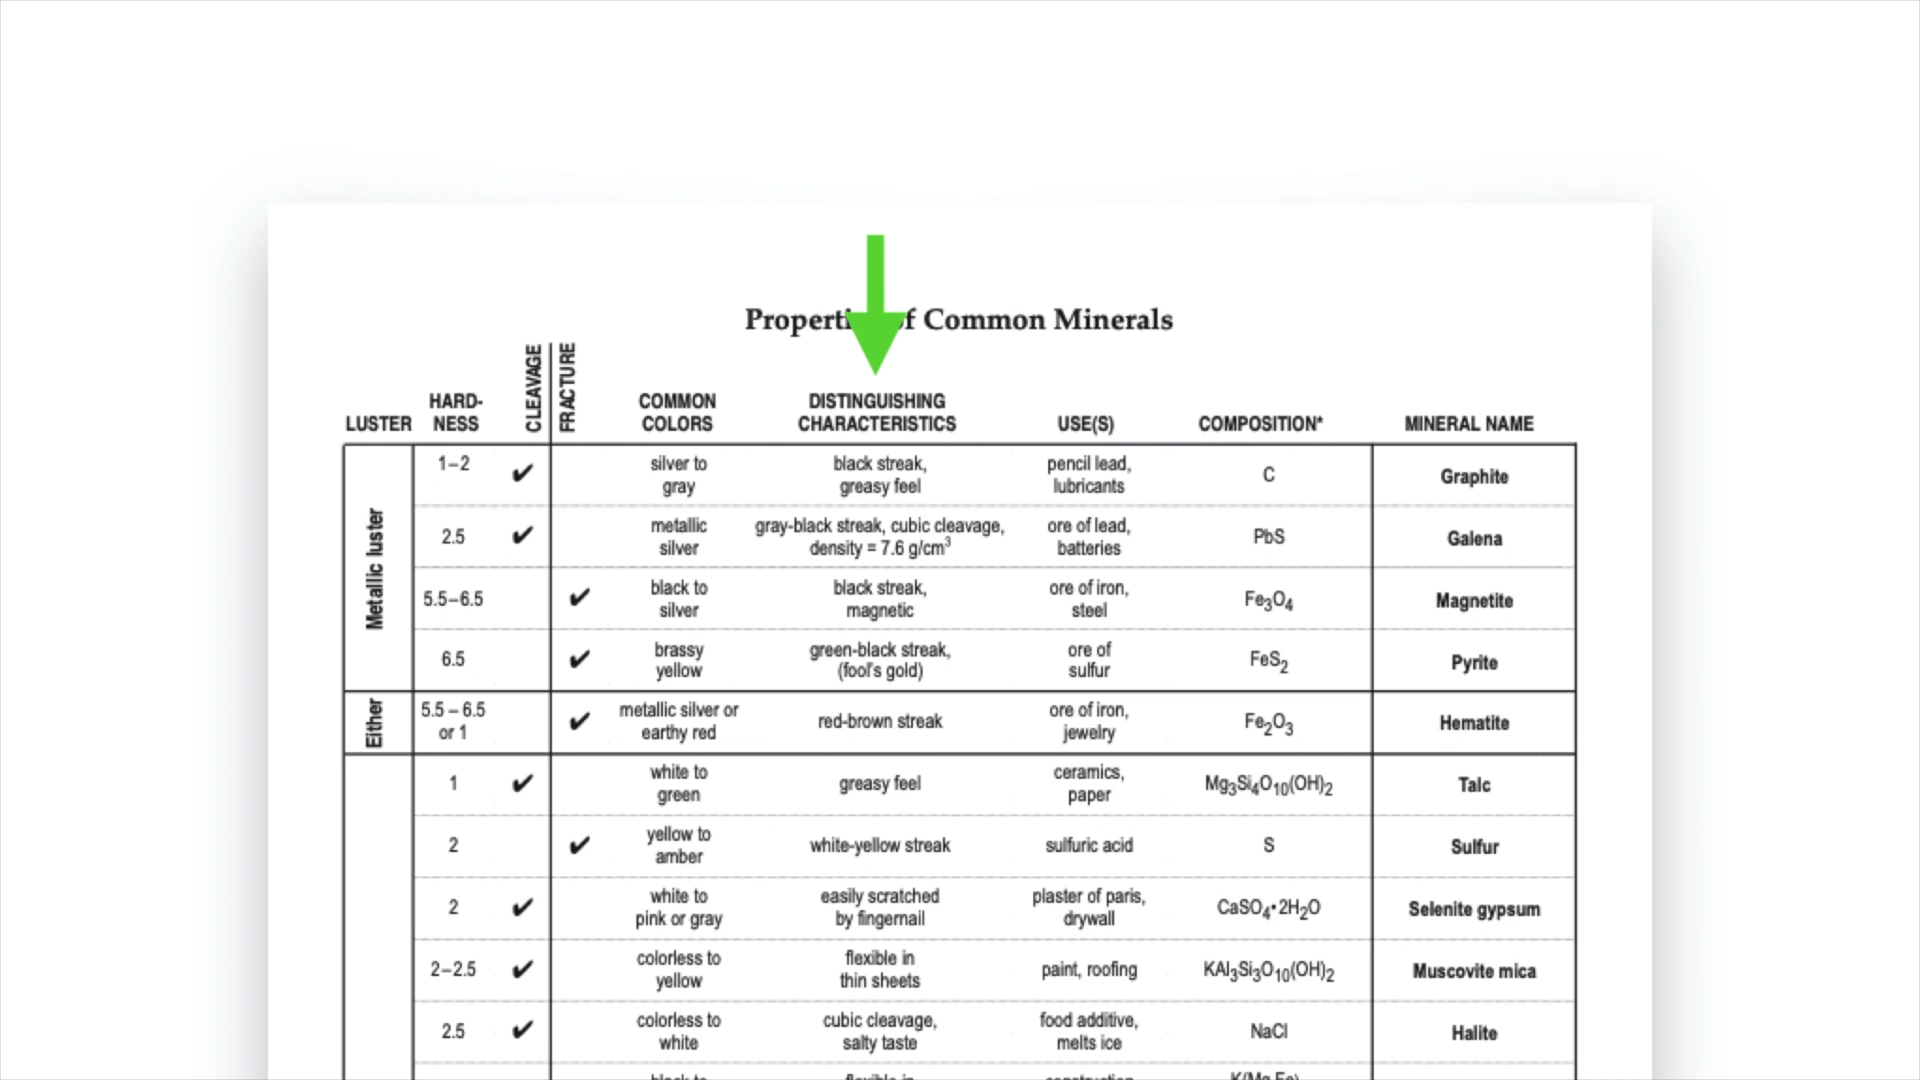 Properti f Common Minerals
LUSTER HARD-NESS CLEAVAGE FRACTURE COMMON COLORS DISTINGUISHING CHARACTERISTICS USE(S) COMPOSITION* MINERAL NAME
Metallic luster
1–2 ✔ silver to gray black streak, greasy feel pencil lead, lubricants C Graphite
2.5 ✔ metallic silver gray-black streak, cubic cleavage, density = 7.6 g/cm³ ore of lead, batteries PbS Galena
5.5–6.5 ✔ black to silver black streak, magnetic ore of iron, steel Fe₃O₄ Magnetite
6.5 ✔ brassy yellow green-black streak, (fool's gold) ore of sulfur FeS₂ Pyrite
Either
5.5 – 6.5 or 1 ✔ metallic silver or earthy red red-brown streak ore of iron, jewelry Fe₂O₃ Hematite
1 ✔ white to green greasy feel ceramics, paper Mg₃Si₄O₁₀(OH)₂ Talc
2 ✔ yellow to amber white-yellow streak sulfuric acid S Sulfur
2 ✔ white to pink or gray easily scratched by fingernail plaster of paris, drywall CaSO₄•2H₂O Selenite gypsum
2–2.5 ✔ colorless to yellow flexible in thin sheets paint, roofing KAl₃Si₃O₁₀(OH)₂ Muscovite mica
2.5 ✔ colorless to white cubic cleavage, salty taste food additive, melts ice NaCl Halite